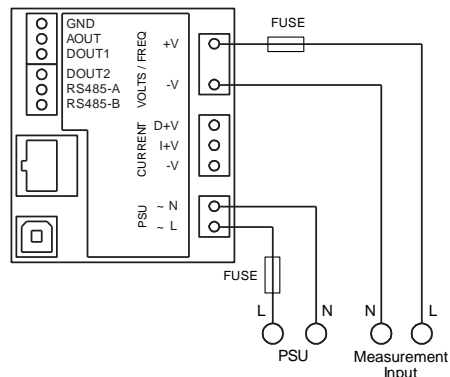 GND
AOUT
DOUT1
DOUT2
RS485-A
RS485-B
VOLTS / FREQ
+V
-V
CURRENT
D+V
I+V
-V
PSU
~ N
~ L
FUSE
FUSE
L
N
N
L
PSU
Measurement
Input